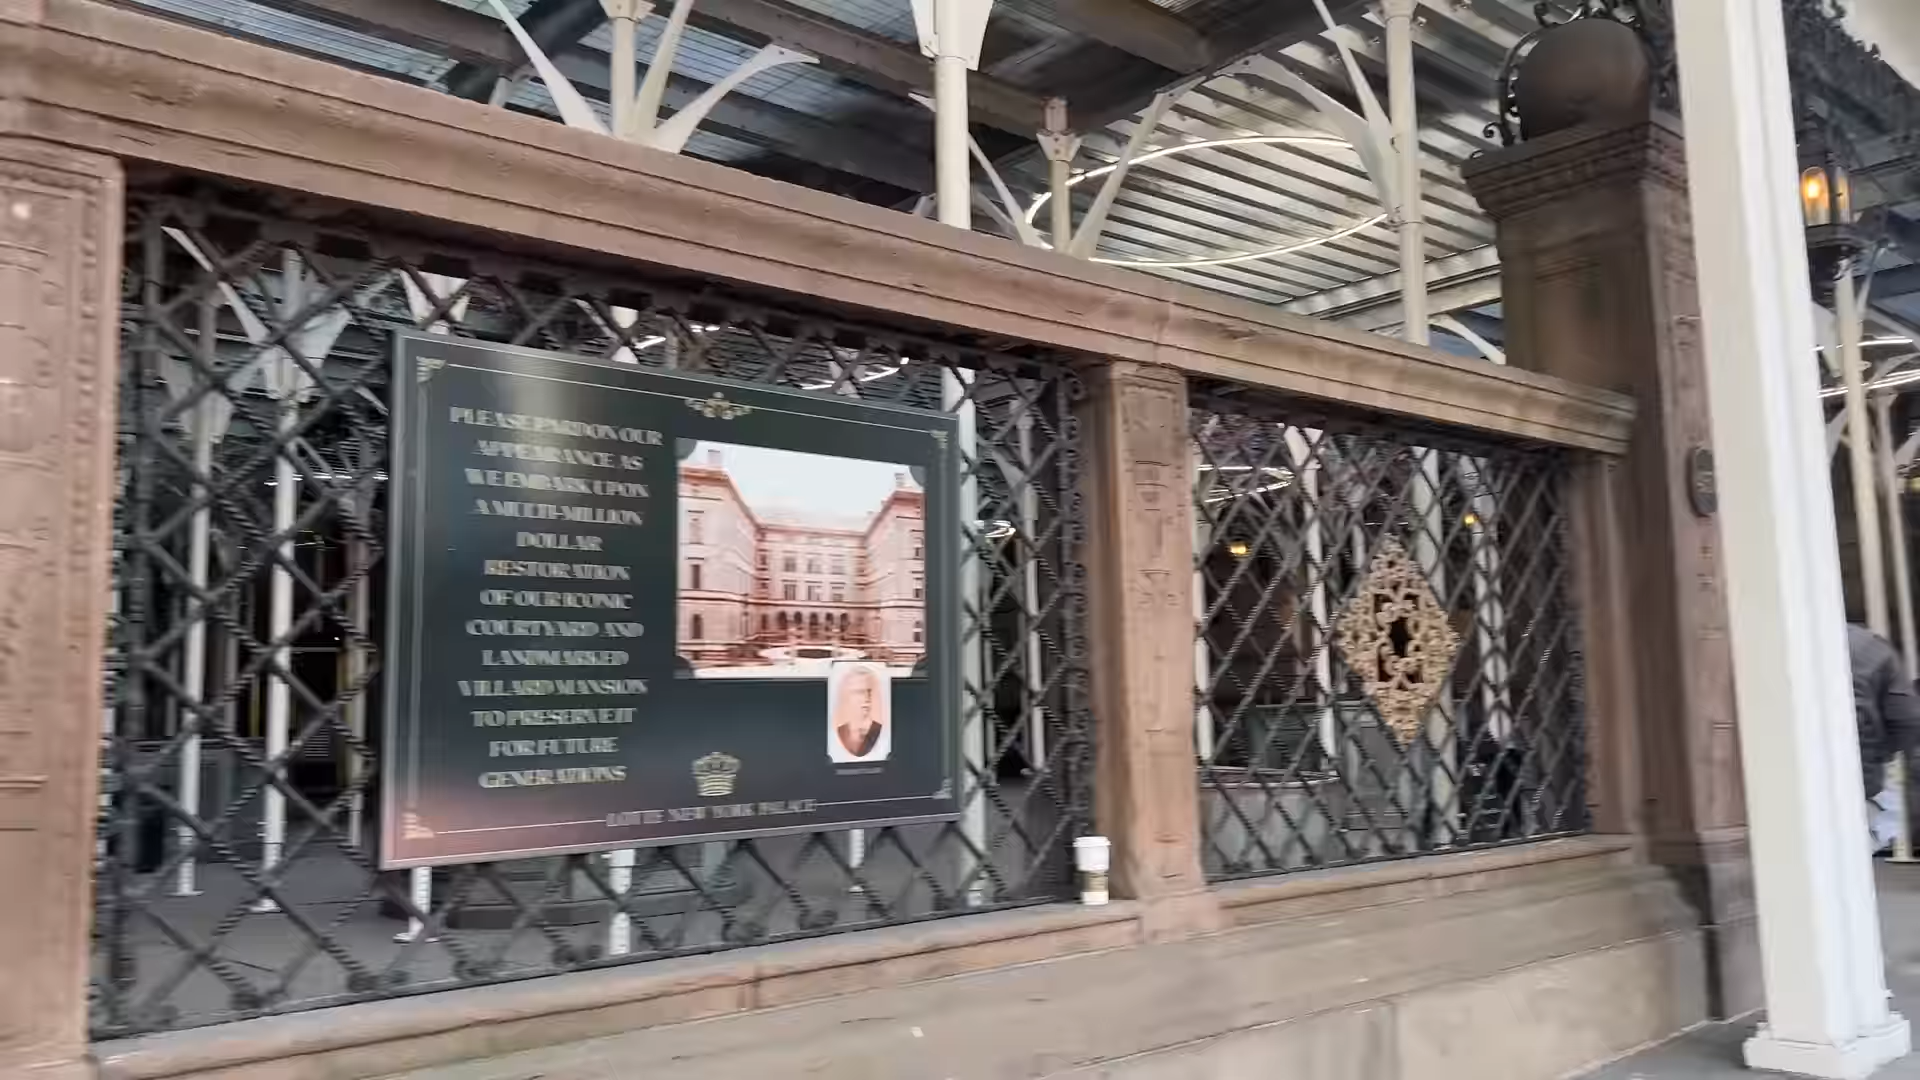 PLEASE PARDON OUR
APPEARANCE AS
WE EMBARK UPON
A MULTI-MILLION
DOLLAR
RESTORATION
OF OUR ICONIC
COURTYARD AND
LANDMARKED
VILLARD MANSION
TO PRESERVE IT
FOR FUTURE
GENERATIONS
LOTTE NEW YORK PALACE